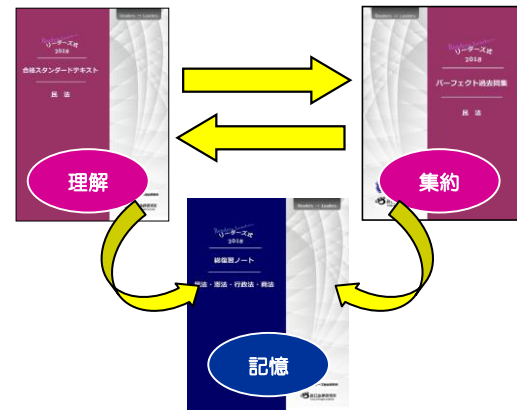 Readers ⇒ Leaders
リーダーズ式
2018
合格スタンダードテキスト
民 法
理解
Readers ⇒ Leaders
リーダーズ式
2018
パーフェクト過去問集
民 法
集約
Readers ⇒ Leaders
リーダーズ式
2018
総復習ノート
民法・憲法・行政法・商法
記憶